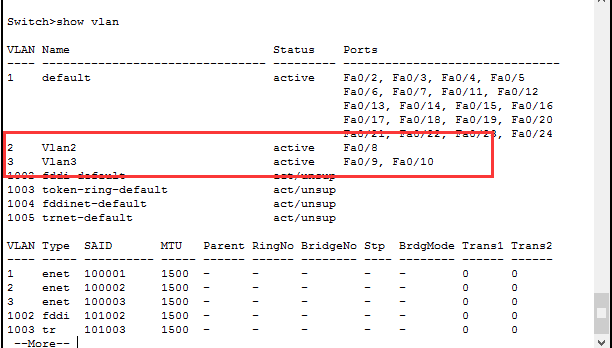 Switch>show vlan
VLAN Name                             Status    Ports
---- -------------------------------- --------- -------------------------------
1    default                          active    Fa0/2, Fa0/3, Fa0/4, Fa0/5
                                                Fa0/6, Fa0/7, Fa0/11, Fa0/12
                                                Fa0/13, Fa0/14, Fa0/15, Fa0/16
                                                Fa0/17, Fa0/18, Fa0/19, Fa0/20
                                                Fa0/21, Fa0/22, Fa0/23, Fa0/24
2    Vlan2                            active    Fa0/8
3    Vlan3                            active    Fa0/9, Fa0/10
1002 fddi-default                     act/unsup
1003 token-ring-default               act/unsup
1004 fddinet-default                  act/unsup
1005 trnet-default                    act/unsup
VLAN Type  SAID       MTU   Parent RingNo BridgeNo Stp  BrdgMode Trans1 Trans2
---- ----- ---------- ----- ------ ------ -------- ---- -------- ------ ------
1    enet  100001     1500  -      -      -        -    -        0      0
2    enet  100002     1500  -      -      -        -    -        0      0
3    enet  100003     1500  -      -      -        -    -        0      0
1002 fddi  101002     1500  -      -      -        -    -        0      0
1003 tr    101003     1500  -      -      -        -    -        0      0
--More--